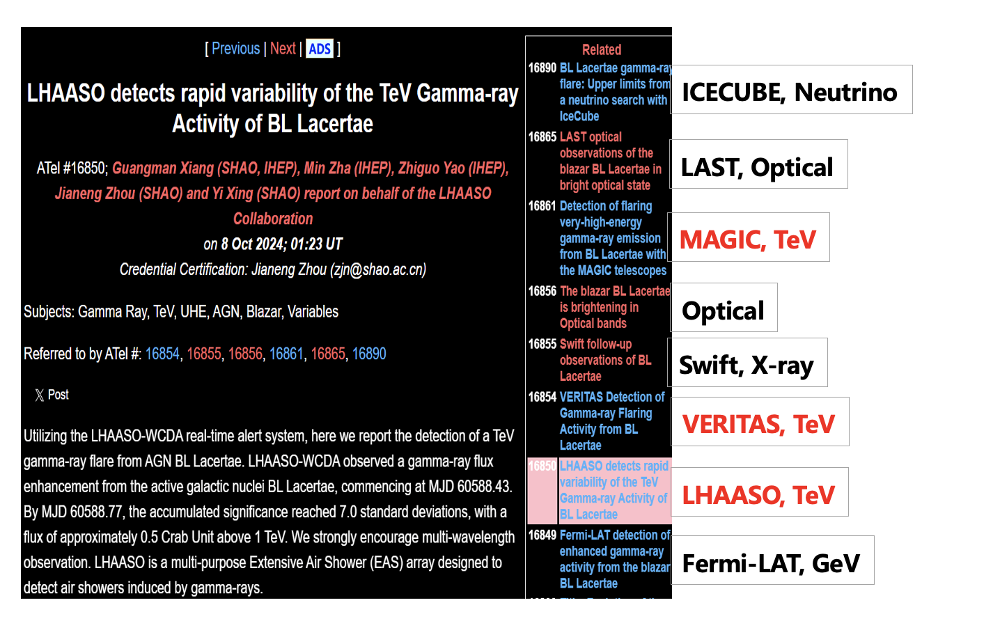 [ Previous | Next | ADS ]
LHAASO detects rapid variability of the TeV Gamma-ray
Activity of BL Lacertae
ATel #16850; Guangman Xiang (SHAO, IHEP), Min Zha (IHEP), Zhiguo Yao (IHEP),
Jianeng Zhou (SHAO) and Yi Xing (SHAO) report on behalf of the LHAASO
Collaboration
on 8 Oct 2024; 01:23 UT
Credential Certification: Jianeng Zhou (zjn@shao.ac.cn)
Subjects: Gamma Ray, TeV, UHE, AGN, Blazar, Variables
Referred to by ATel #: 16854, 16855, 16856, 16861, 16865, 16890
𝕏 Post
Utilizing the LHAASO-WCDA real-time alert system, here we report the detection of a TeV
gamma-ray flare from AGN BL Lacertae. LHAASO-WCDA observed a gamma-ray flux
enhancement from the active galactic nuclei BL Lacertae, commencing at MJD 60588.43.
By MJD 60588.77, the accumulated significance reached 7.0 standard deviations, with a
flux of approximately 0.5 Crab Unit above 1 TeV. We strongly encourage multi-wavelength
observation. LHAASO is a multi-purpose Extensive Air Shower (EAS) array designed to
detect air showers induced by gamma-rays.
Related
16890 BL Lacertae gamma-ray
flare: Upper limits from
a neutrino search with
IceCube
16865 LAST optical
observations of the
blazar BL Lacertae in
bright optical state
16861 Detection of flaring
very-high-energy
gamma-ray emission
from BL Lacertae with
the MAGIC telescopes
16856 The blazar BL Lacertae
is brightening in
Optical bands
16855 Swift follow-up
observations of BL
Lacertae
16854 VERITAS Detection of
Gamma-ray Flaring
Activity from BL
Lacertae
16850 LHAASO detects rapid
variability of the TeV
Gamma-ray Activity of
BL Lacertae
16849 Fermi-LAT detection of
enhanced gamma-ray
activity from the blazar
BL Lacertae
ICECUBE, Neutrino
LAST, Optical
MAGIC, TeV
Optical
Swift, X-ray
VERITAS, TeV
LHAASO, TeV
Fermi-LAT, GeV